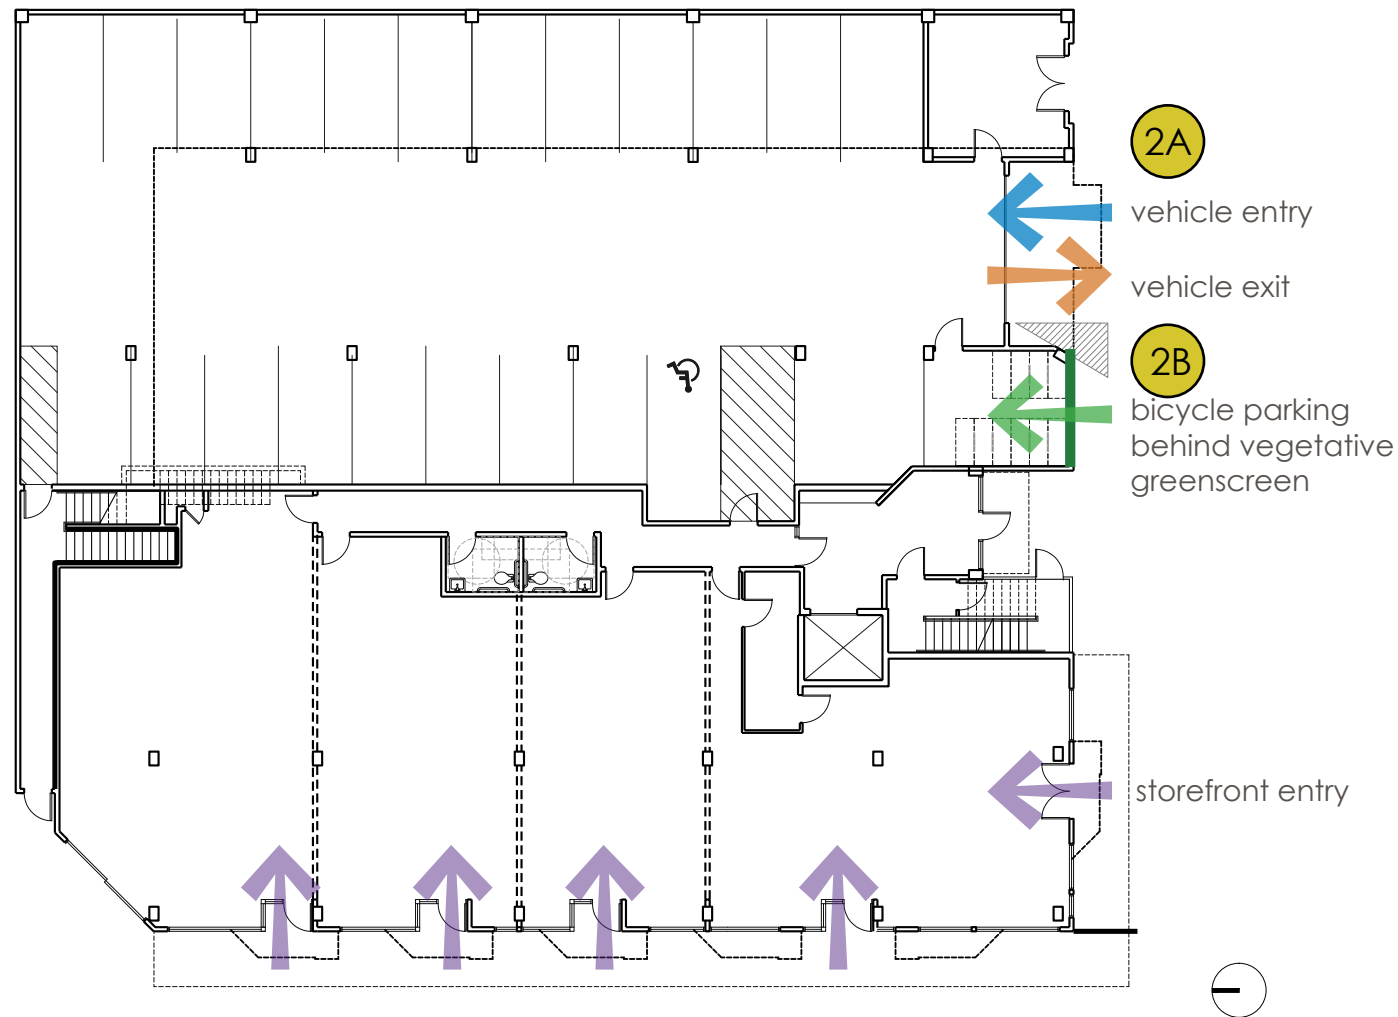 2A
vehicle entry
vehicle exit
2B
bicycle parking
behind vegetative
greenscreen
storefront entry